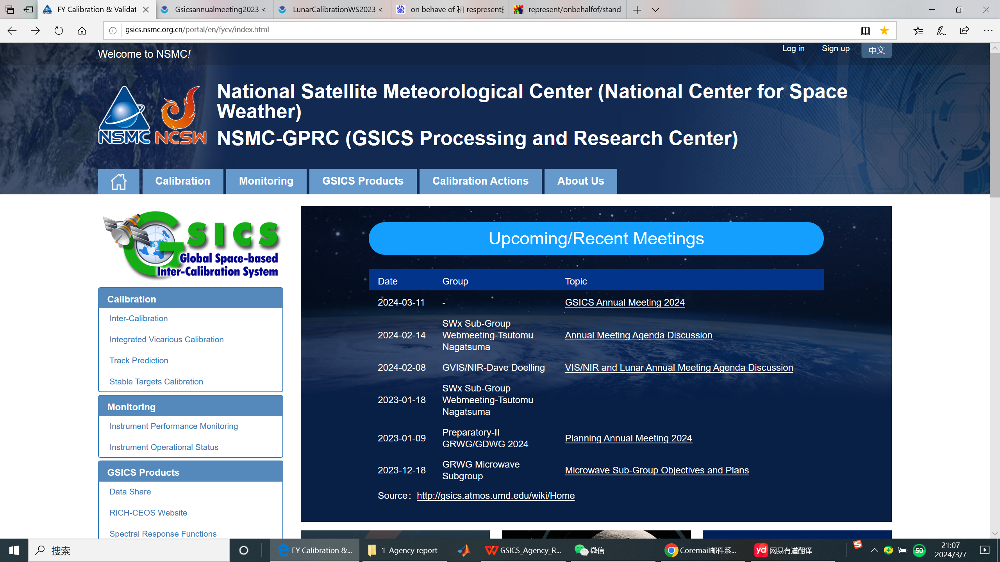 FY Calibration & Validat
Gsicsannualmeeting2023 <
LunarCalibrationWS2023 <
on behave of 和 respresent
represent/onbehalfof/stand
gsics.nsmc.org.cn/portal/en/fycv/index.html
Welcome to NSMC!
Log in
Sign up
中文
National Satellite Meteorological Center (National Center for Space
Weather)
NSMC-GPRC (GSICS Processing and Research Center)
NSMC
NCSW
Calibration
Monitoring
GSICS Products
Calibration Actions
About Us
GSICS
Global Space-based
Inter-Calibration System
Calibration
Inter-Calibration
Integrated Vicarious Calibration
Track Prediction
Stable Targets Calibration
Monitoring
Instrument Performance Monitoring
Instrument Operational Status
GSICS Products
Data Share
RICH-CEOS Website
Spectral Response Functions
Upcoming/Recent Meetings
Date Group Topic
2024-03-11 - GSICS Annual Meeting 2024
SWx Sub-Group
2024-02-14 Webmeeting-Tsutomu Annual Meeting Agenda Discussion
Nagatsuma
2024-02-08 GVIS/NIR-Dave Doelling VIS/NIR and Lunar Annual Meeting Agenda Discussion
SWx Sub-Group
2023-01-18 Webmeeting-Tsutomu
Nagatsuma
Preparatory-II
2023-01-09 Planning Annual Meeting 2024
GRWG/GDWG 2024
GRWG Microwave
2023-12-18 Microwave Sub-Group Objectives and Plans
Subgroup
Source：http://gsics.atmos.umd.edu/wiki/Home
搜索
FY Calibration &...
1-Agency report
GSICS_Agency_R...
微信
Coremail邮件系...
yd
网易有道翻译
50
21:07
2024/3/7